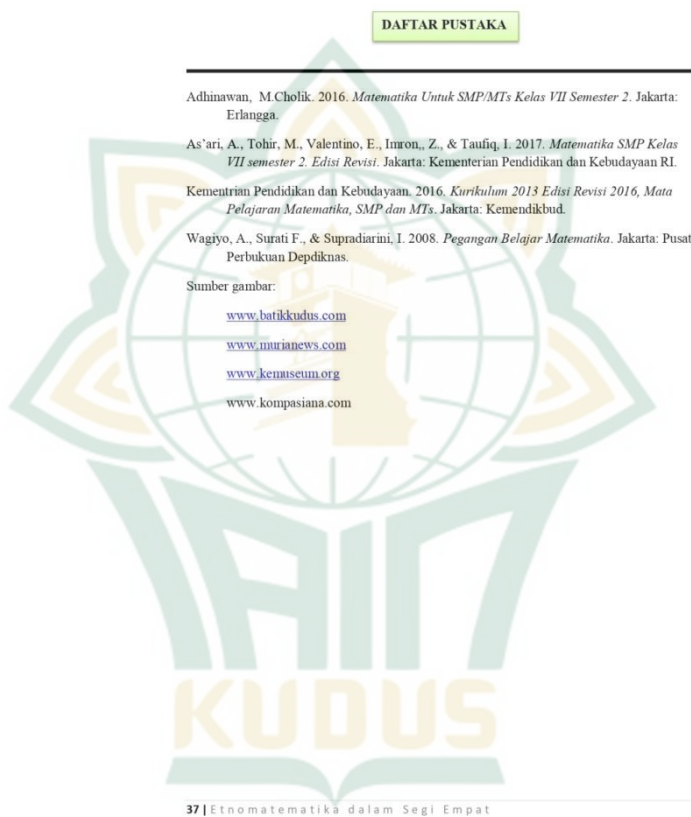 DAFTAR PUSTAKA
Adhinawan, M.Cholik. 2016. Matematika Untuk SMP/MTs Kelas VII Semester 2. Jakarta:
Erlangga.
As'ari, A., Tohir, M., Valentino, E., Imron,, Z., & Taufiq, I. 2017. Matematika SMP Kelas
VII semester 2. Edisi Revisi. Jakarta: Kementerian Pendidikan dan Kebudayaan RI.
Kementrian Pendidikan dan Kebudayaan. 2016. Kurikulum 2013 Edisi Revisi 2016, Mata
Pelajaran Matematika, SMP dan MTs. Jakarta: Kemendikbud.
Wagiyo, A., Surati F., & Supradiarini, I. 2008. Pegangan Belajar Matematika. Jakarta: Pusat
Perbukuan Depdiknas.
Sumber gambar:
www.batikkudus.com
www.murianews.com
www.kemuseum.org
www.kompasiana.com
IAIN
KUDUS
37 | Etnomatematika dalam Segi Empat